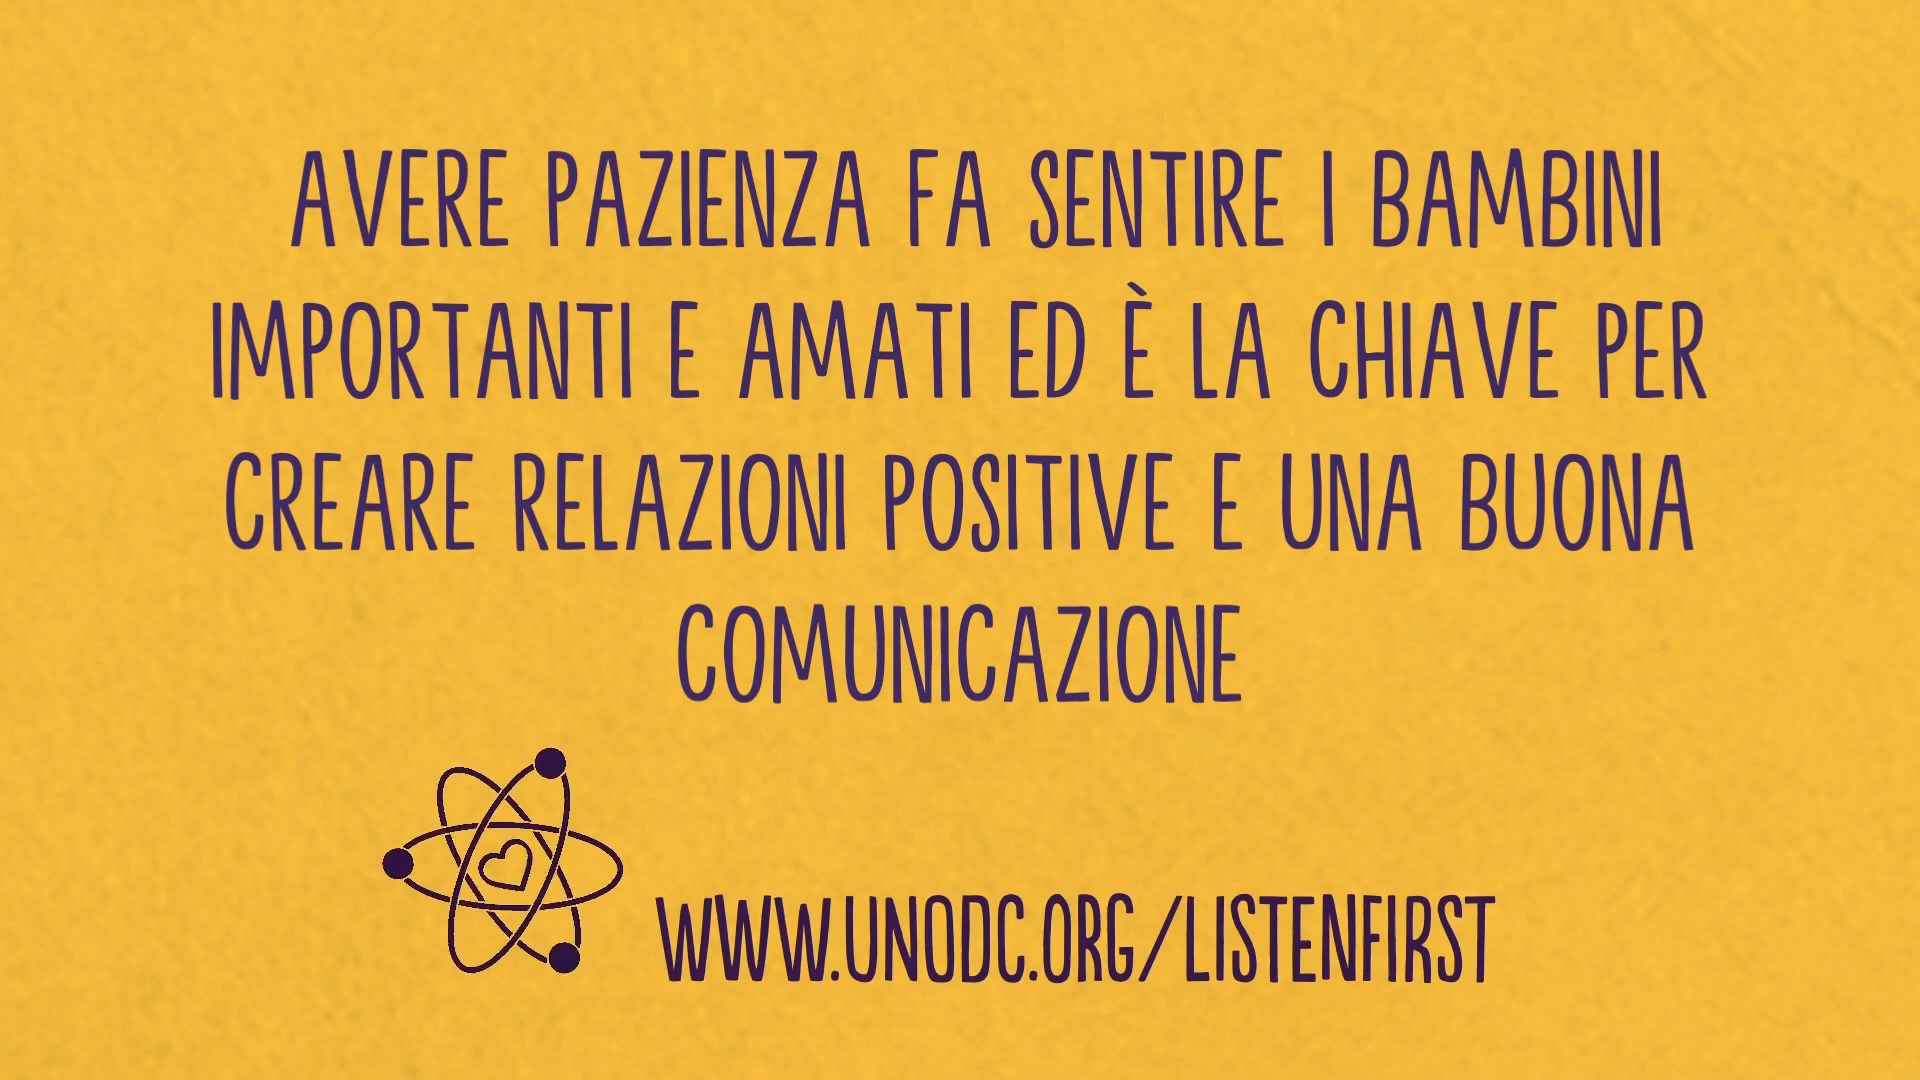 AVERE PAZIENZA FA SENTIRE I BAMBINI
IMPORTANTI E AMATI ED È LA CHIAVE PER
CREARE RELAZIONI POSITIVE E UNA BUONA
COMUNICAZIONE
WWW.UNODC.ORG/LISTENFIRST